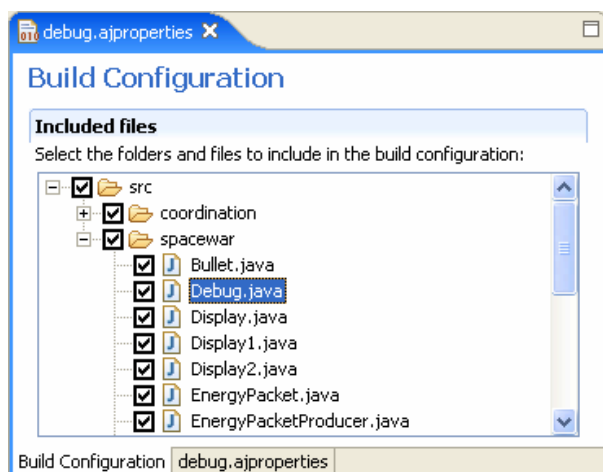 debug.ajproperties
Build Configuration
Included files
Select the folders and files to include in the build configuration:
src
coordination
spacewar
Bullet.java
Debug.java
Display.java
Display1.java
Display2.java
EnergyPacket.java
EnergyPacketProducer.java
Build Configuration debug.ajproperties